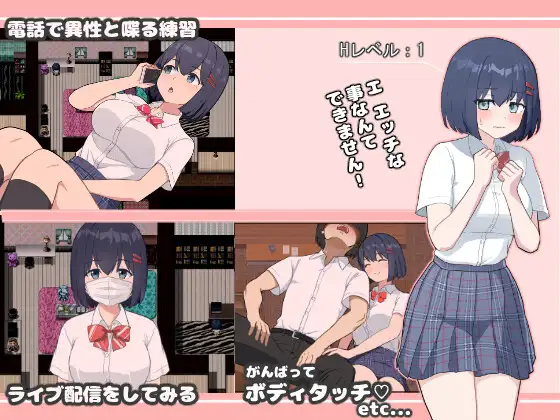 電話で異性と喋る練習
Hレベル：1
エ エッチな
事なんて
できません！
ライブ配信をしてみる
がんばって
ボディタッチ♡
etc...